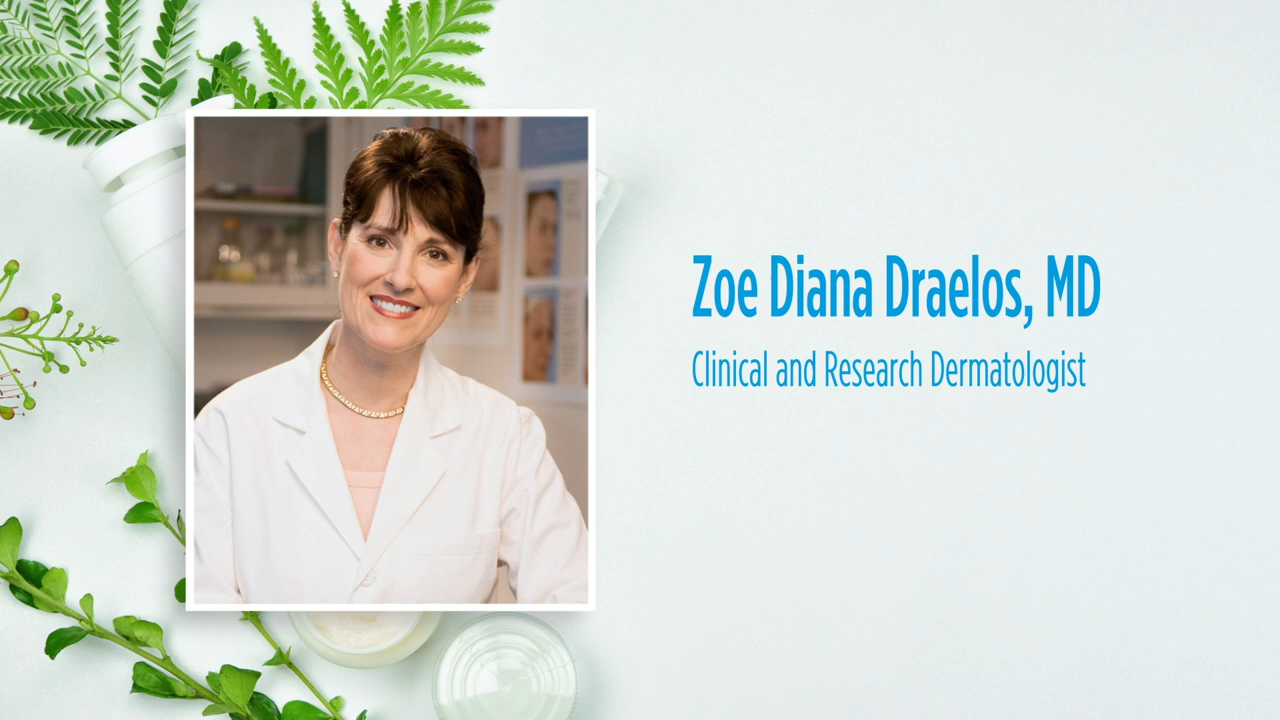 Zoe Diana Draelos, MD
Clinical and Research Dermatologist